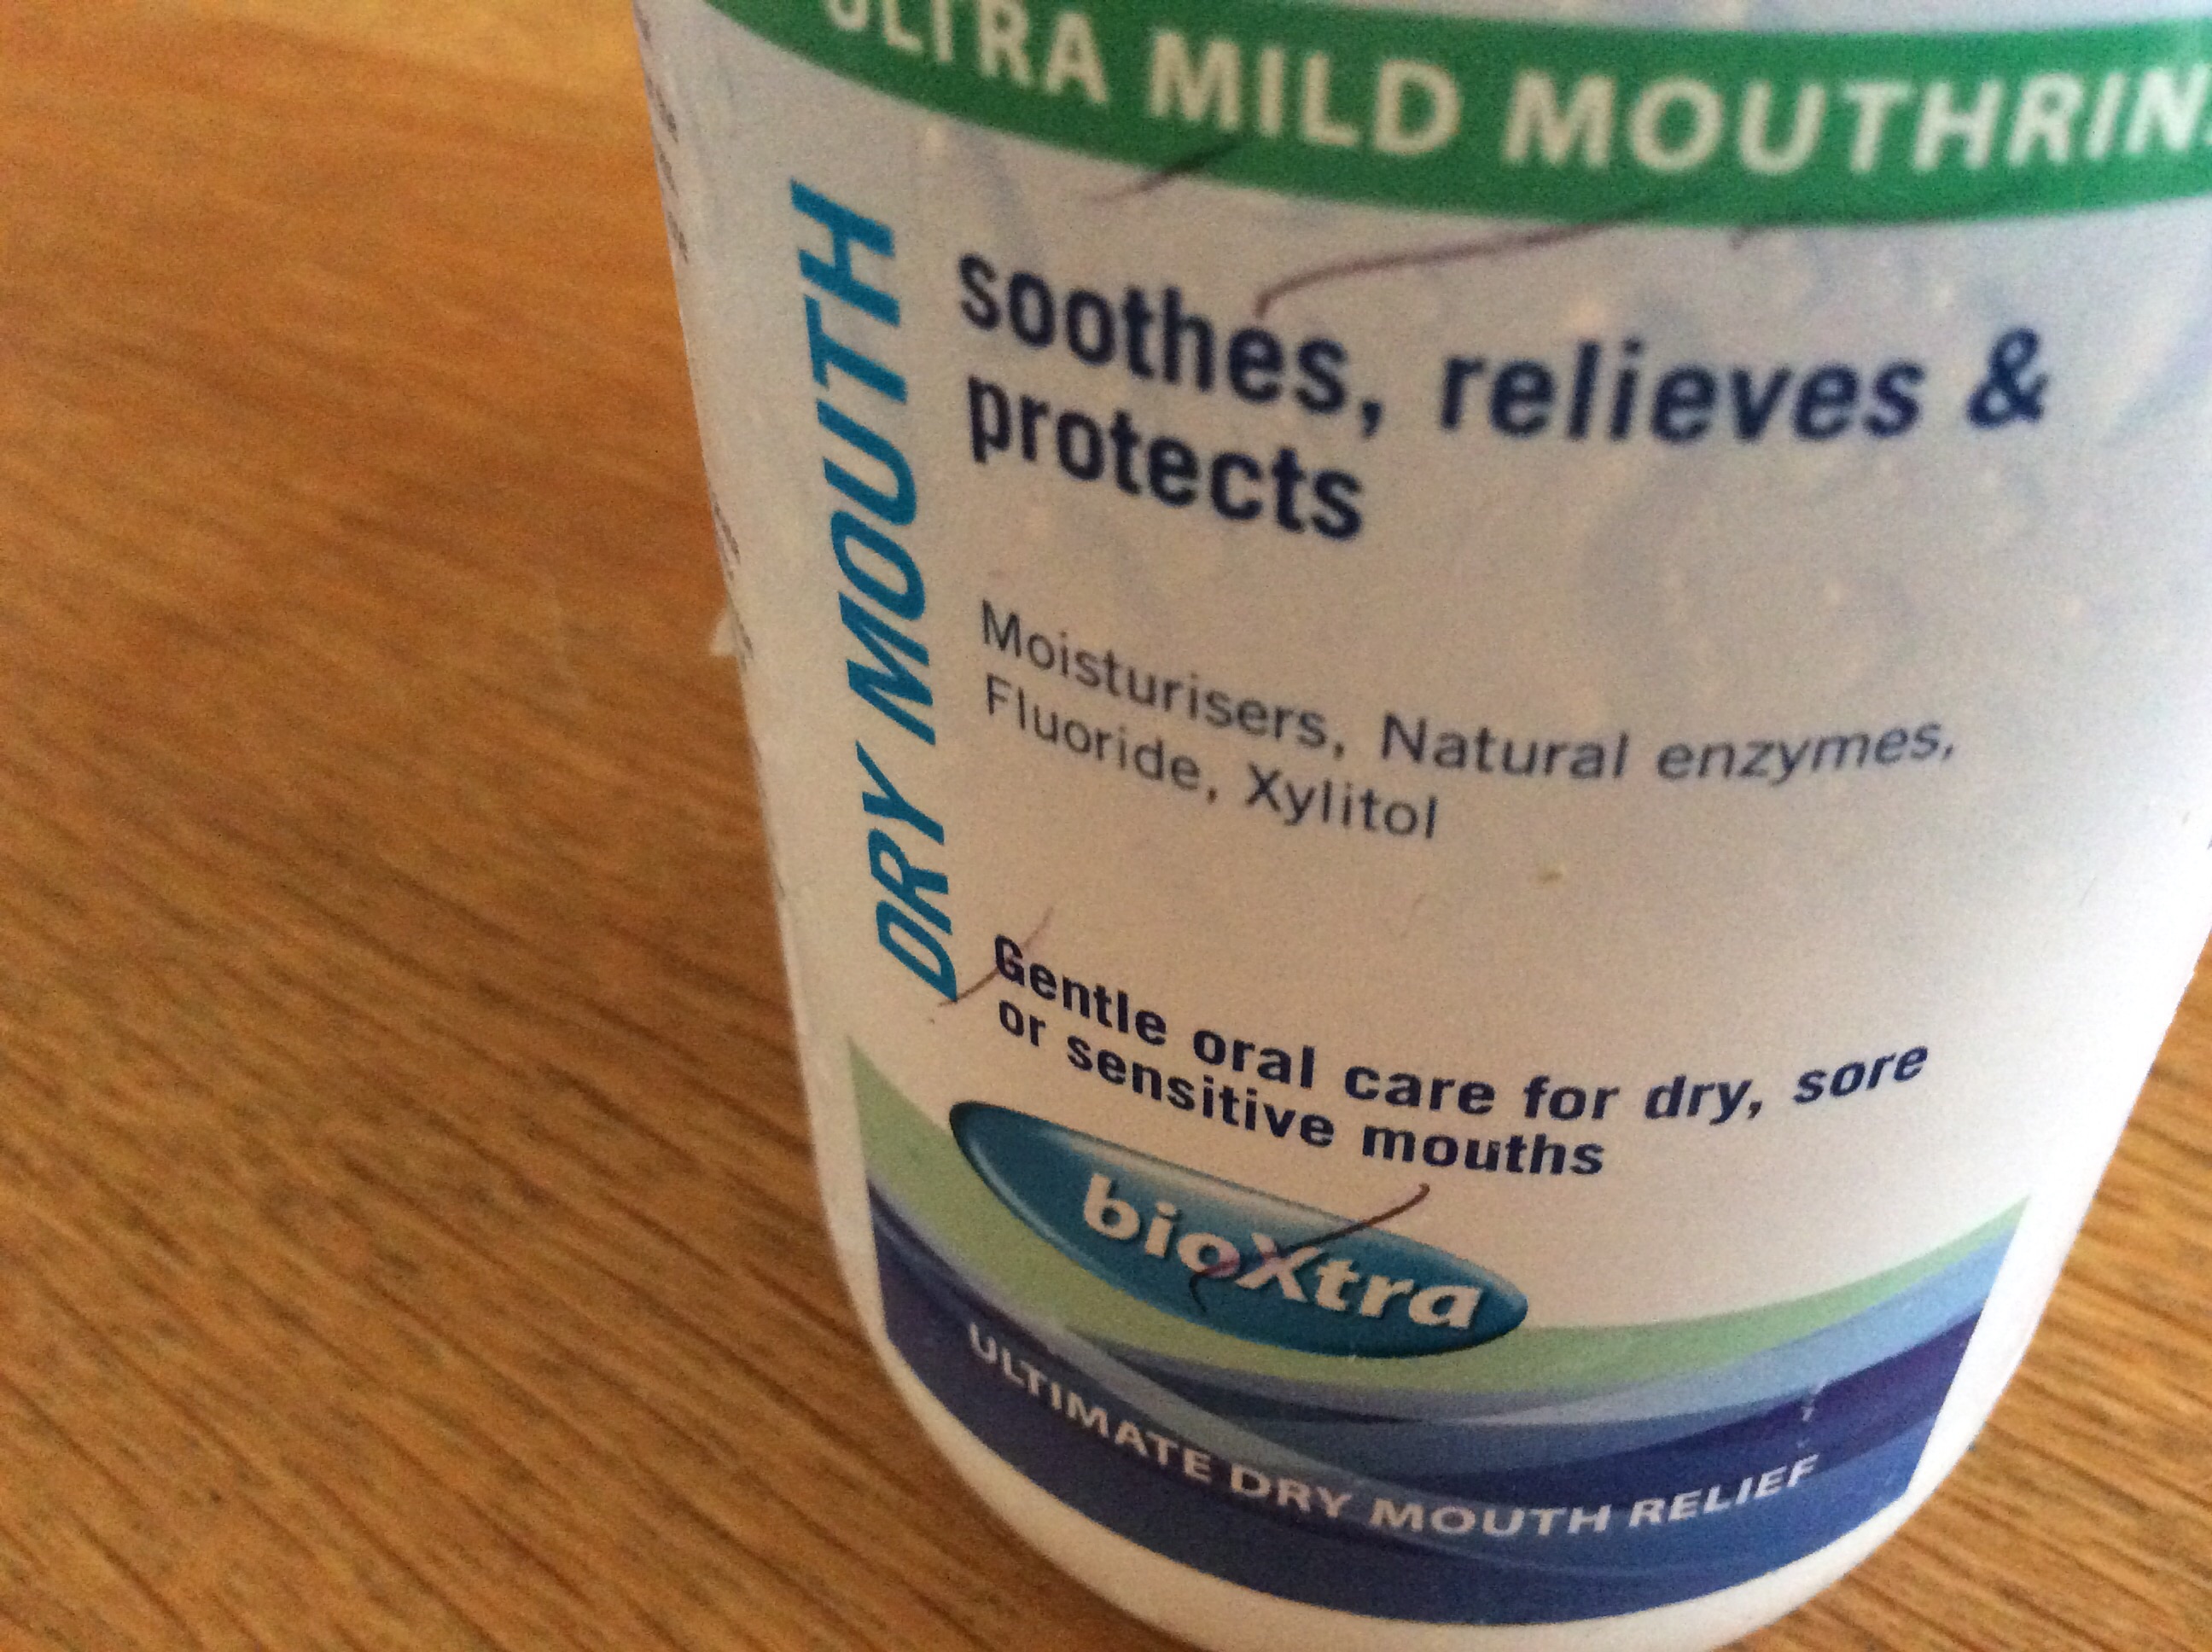 ULTRA MILD MOUTHRIN
DRY MOUTH
soothes, relieves &
protects
Moisturisers, Natural enzymes,
Fluoride, Xylitol
Gentle oral care for dry, sore
or sensitive mouths
bioXtra
ULTIMATE DRY MOUTH RELIEF